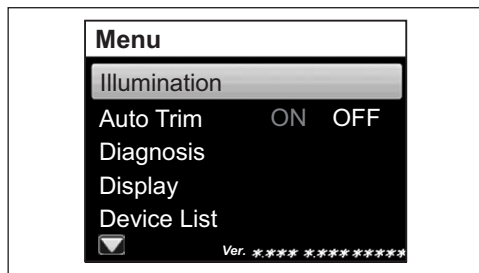 Menu
Illumination
Auto Trim ON OFF
Diagnosis
Display
Device List
Ver. *.*** *.*********